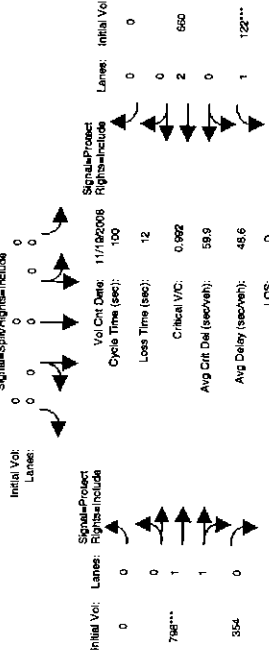 Signal=Split/Rights=Include
Initial Vol: 0 0 0
Lanes: 0 0 0 0 0
Signal=Protect
Rights=Include
Signal=Protect
Rights=Include
Initial Vol: Lanes:
Vol Cnt Date: 11/19/2008
Lanes: Initial Vol:
0 0
Cycle Time (sec): 100
0 0
0
Loss Time (sec): 12
0
798*** 1
Critical V/C: 0.992
2 660
1
Avg Crit Del (sec/veh): 59.9
0
354 0
Avg Delay (sec/veh): 48.6
1 122***
LOS: